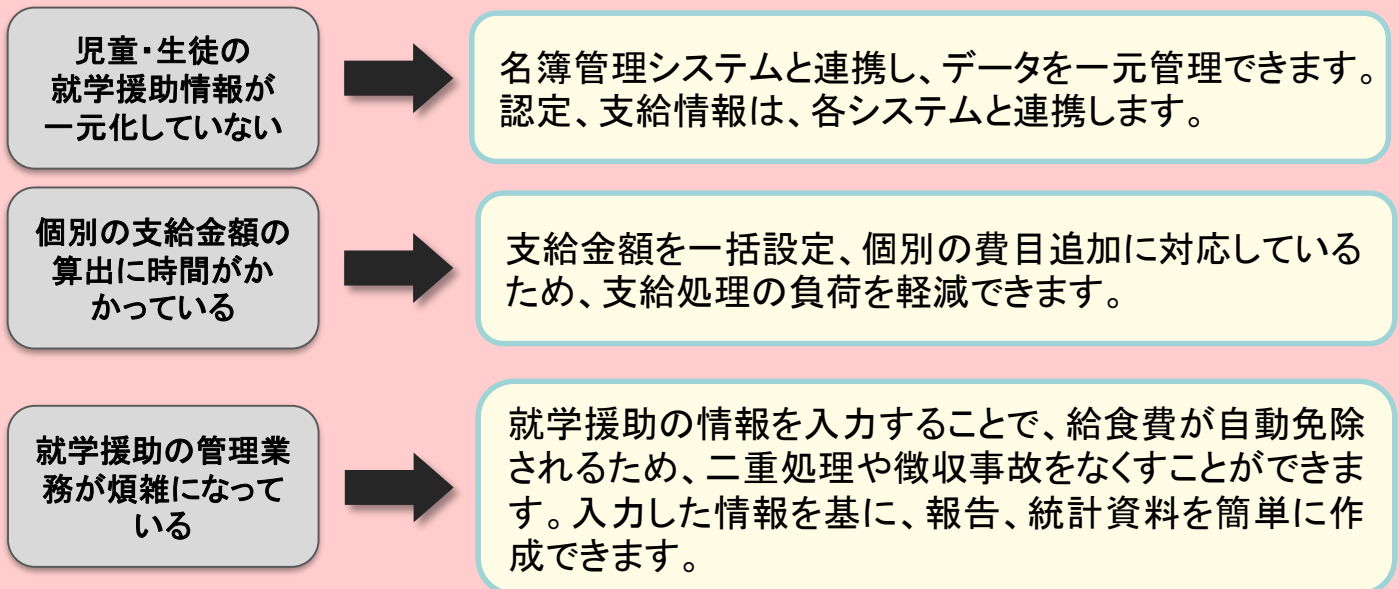 児童・生徒の
就学援助情報が
一元化していない
名簿管理システムと連携し、データを一元管理できます。
認定、支給情報は、各システムと連携します。
個別の支給金額の
算出に時間がか
かっている
支給金額を一括設定、個別の費目追加に対応している
ため、支給処理の負荷を軽減できます。
就学援助の管理業
務が煩雑になって
いる
就学援助の情報を入力することで、給食費が自動免除
されるため、二重処理や徴収事故をなくすことができま
す。入力した情報を基に、報告、統計資料を簡単に作
成できます。